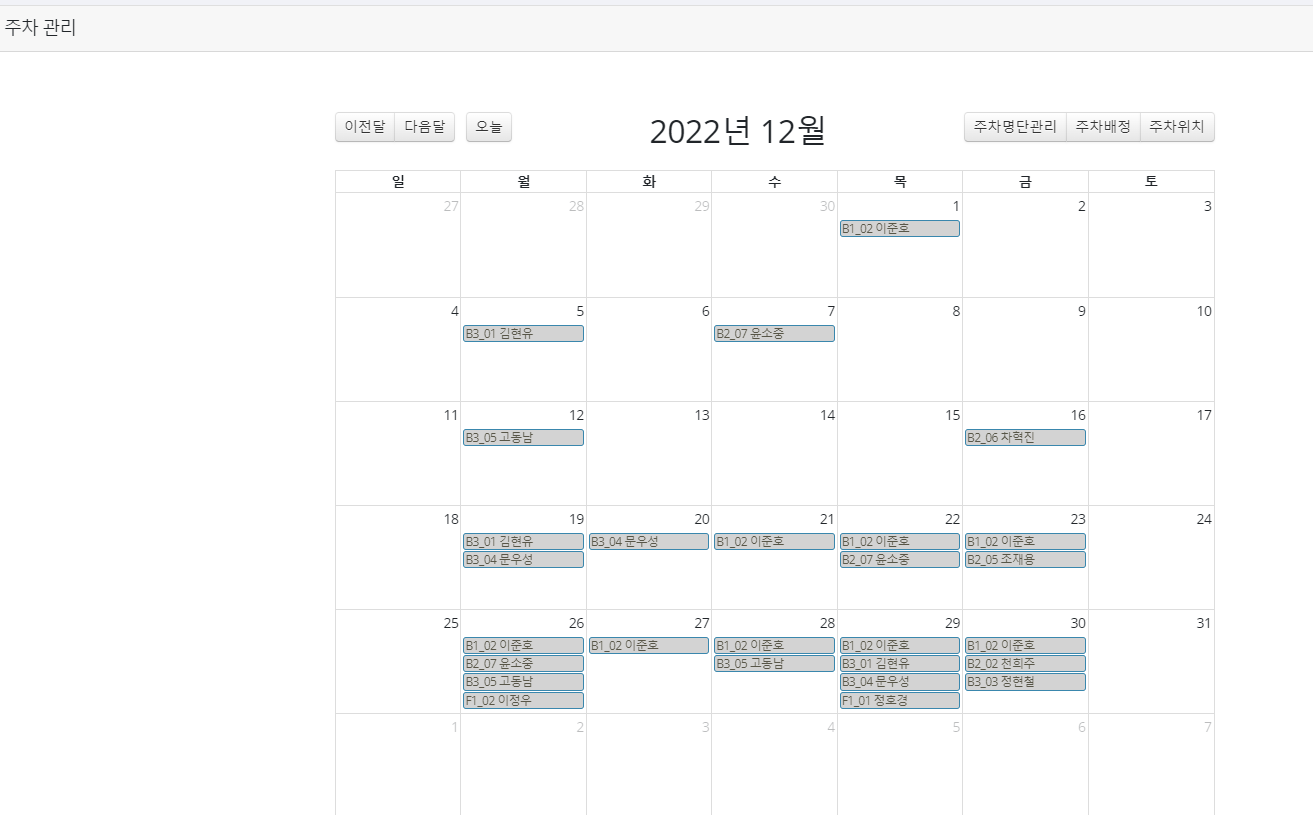 주차 관리
이전달 다음달 오늘 2022년 12월 주차명단관리 주차배정 주차위치
일 월 화 수 목 금 토
27 28 29 30 1 2 3
B1_02 이준호
4 5 6 7 8 9 10
B3_01 김현유 B2_07 윤소중
11 12 13 14 15 16 17
B3_05 고동남 B2_06 차혁진
18 19 20 21 22 23 24
B3_01 김현유 B3_04 문우성 B1_02 이준호 B1_02 이준호 B1_02 이준호
B3_04 문우성 B2_07 윤소중 B2_05 조재용
25 26 27 28 29 30 31
B1_02 이준호 B1_02 이준호 B1_02 이준호 B1_02 이준호 B1_02 이준호
B2_07 윤소중 B3_05 고동남 B3_01 김현유 B2_02 천희주
B3_05 고동남 B3_04 문우성 B3_03 정현철
F1_02 이정우 F1_01 정호경
1 2 3 4 5 6 7